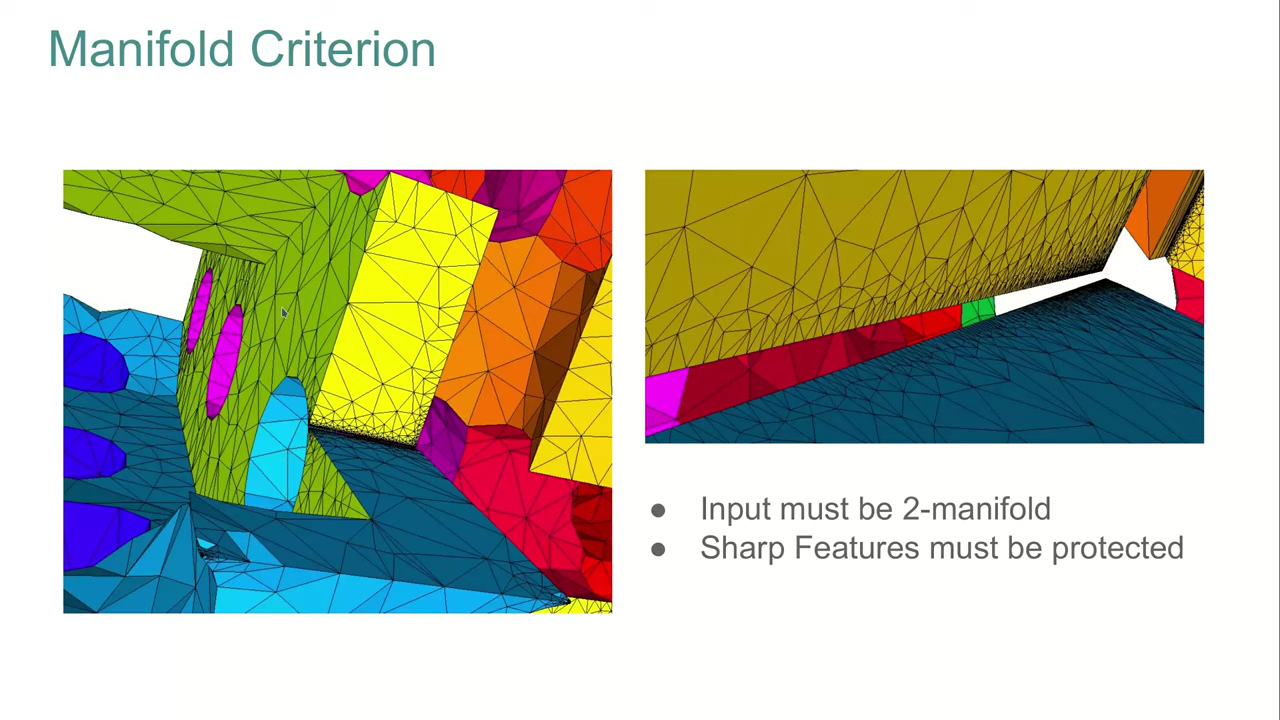 Manifold Criterion
● Input must be 2-manifold
● Sharp Features must be protected